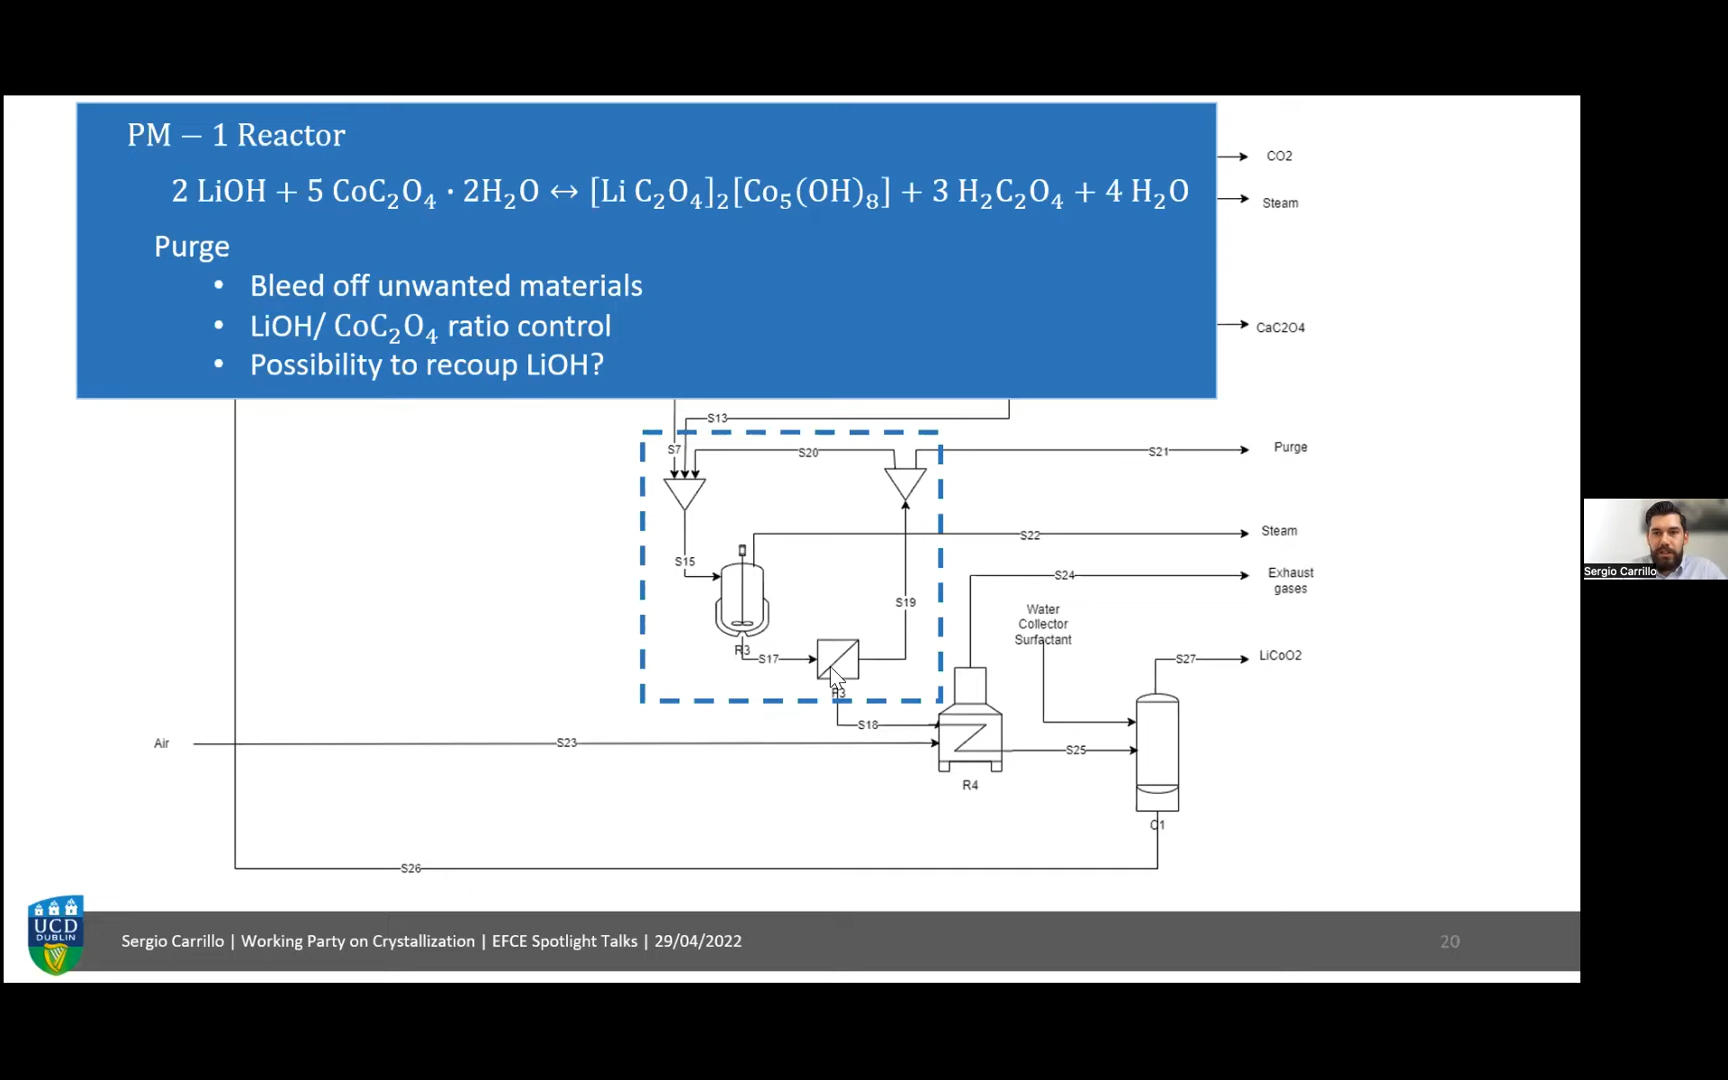 PM − 1 Reactor
2 LiOH + 5 CoC₂O₄ · 2H₂O ↔ [Li C₂O₄]₂[Co₅(OH)₈] + 3 H₂C₂O₄ + 4 H₂O
Purge
• Bleed off unwanted materials
• LiOH/ CoC₂O₄ ratio control
• Possibility to recoup LiOH?
CO2
Steam
CaC2O4
S13
S7
S20
S21
Purge
S15
S22
Steam
S24
Exhaust
gases
S19
Water
Collector
Surfactant
R3
S17
S27
LiCoO2
S18
Air
S23
S25
R4
S26
UCD
DUBLIN
Sergio Carrillo | Working Party on Crystallization | EFCE Spotlight Talks | 29/04/2022
20
Sergio Carrillo